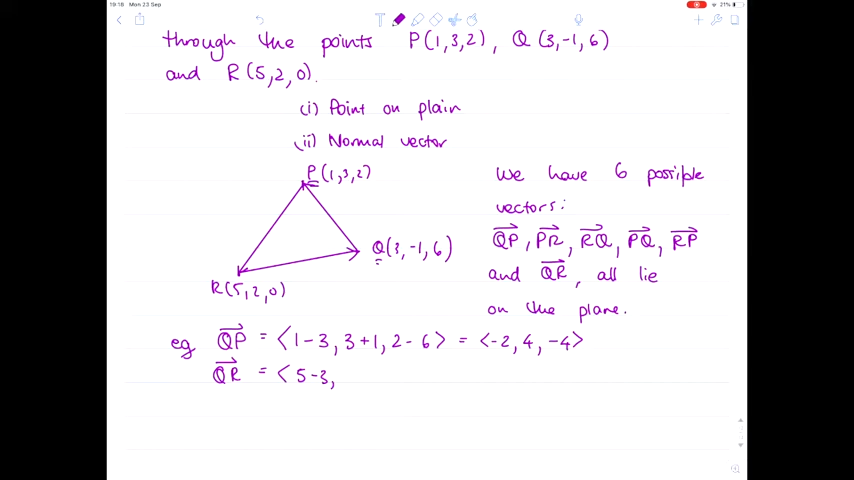 19:16 Mon 23 Sep
31%
through the points P(1,3,2), Q(3,-1,6)
and R(5,2,0).
(i) Point on plain
(ii) Normal vector
P(1,3,2)
Q(3,-1,6)
R(5,2,0)
We have 6 possible
vectors:
QP, PR, RQ, PQ, RP
and QR, all lie
on the plane.
eg QP = <1-3, 3+1, 2-6> = <-2, 4, -4>
QR = <5-3,